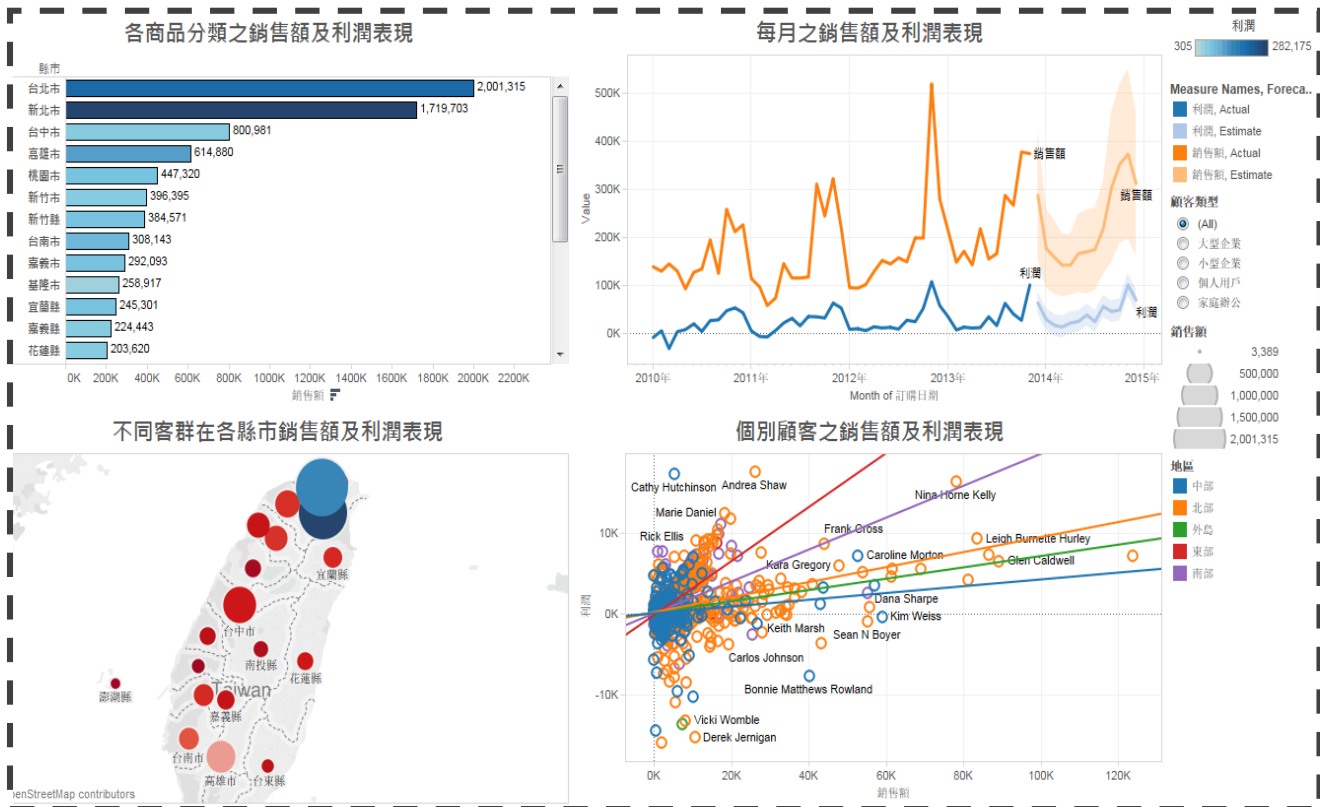 各商品分類之銷售額及利潤表現
縣市
台北市 2,001,315
新北市 1,719,703
台中市 800,981
高雄市 614,880
桃園市 447,320
新竹市 396,395
新竹縣 384,571
台南市 308,143
嘉義市 292,093
基隆市 258,917
宜蘭縣 245,301
嘉義縣 224,443
花蓮縣 203,620
0K 200K 400K 600K 800K 1000K 1200K 1400K 1600K 1800K 2000K 2200K
銷售額
每月之銷售額及利潤表現
Value
500K
400K
300K
200K
100K
0K
銷售額
銷售額
利潤
利潤
2010年 2011年 2012年 2013年 2014年 2015年
Month of 訂購日期
利潤
305 282,175
Measure Names, Foreca..
利潤, Actual
利潤, Estimate
銷售額, Actual
銷售額, Estimate
顧客類型
(All)
大型企業
小型企業
個人用戶
家庭辦公
銷售額
3,389
500,000
1,000,000
1,500,000
2,001,315
地區
中部
北部
外島
東部
南部
不同客群在各縣市銷售額及利潤表現
宜蘭縣
台中市
南投縣
花蓮縣
Taiwan
澎湖縣
嘉義縣
台南市
高雄市
台東縣
enStreetMap contributors
個別顧客之銷售額及利潤表現
利潤
10K
0K
-10K
Cathy Hutchinson
Andrea Shaw
Nina Horne Kelly
Marie Daniel
Rick Ellis
Frank Cross
Leigh Burnette Hurley
Caroline Morton
Glen Caldwell
Kara Gregory
Dana Sharpe
Kim Weiss
Keith Marsh
Sean N Boyer
Carlos Johnson
Bonnie Matthews Rowland
Vicki Womble
Derek Jernigan
0K 20K 40K 60K 80K 100K 120K
銷售額